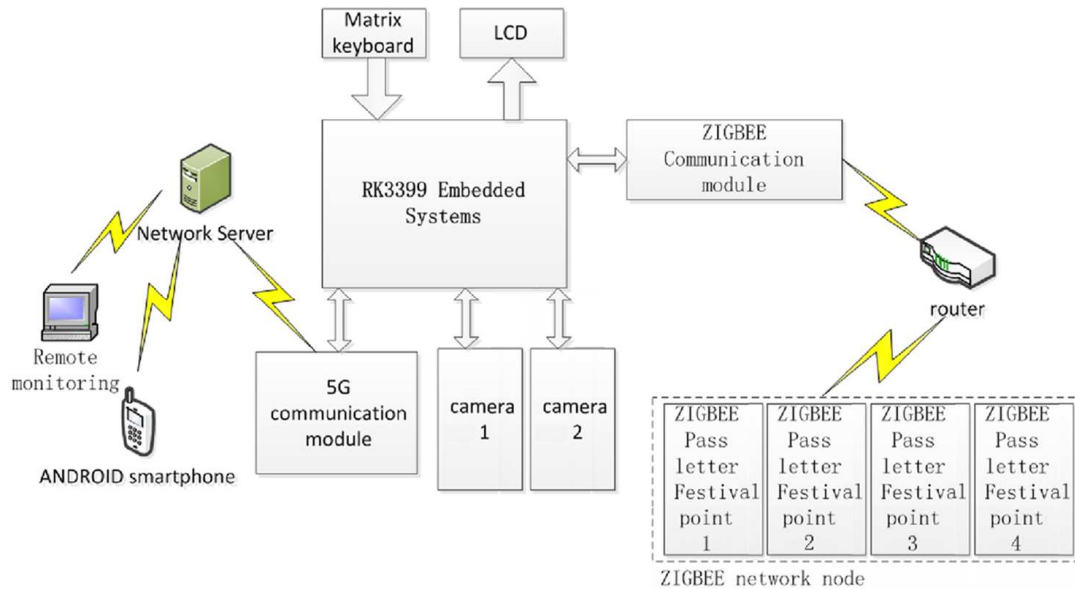 Matrix
keyboard
LCD
RK3399 Embedded
Systems
ZIGBEE
Communication
module
Network Server
router
Remote
monitoring
ANDROID smartphone
5G
communication
module
camera
1
camera
2
ZIGBEE
Pass
letter
Festival
point
1
ZIGBEE
Pass
letter
Festival
point
2
ZIGBEE
Pass
letter
Festival
point
3
ZIGBEE
Pass
letter
Festival
point
4
ZIGBEE network node